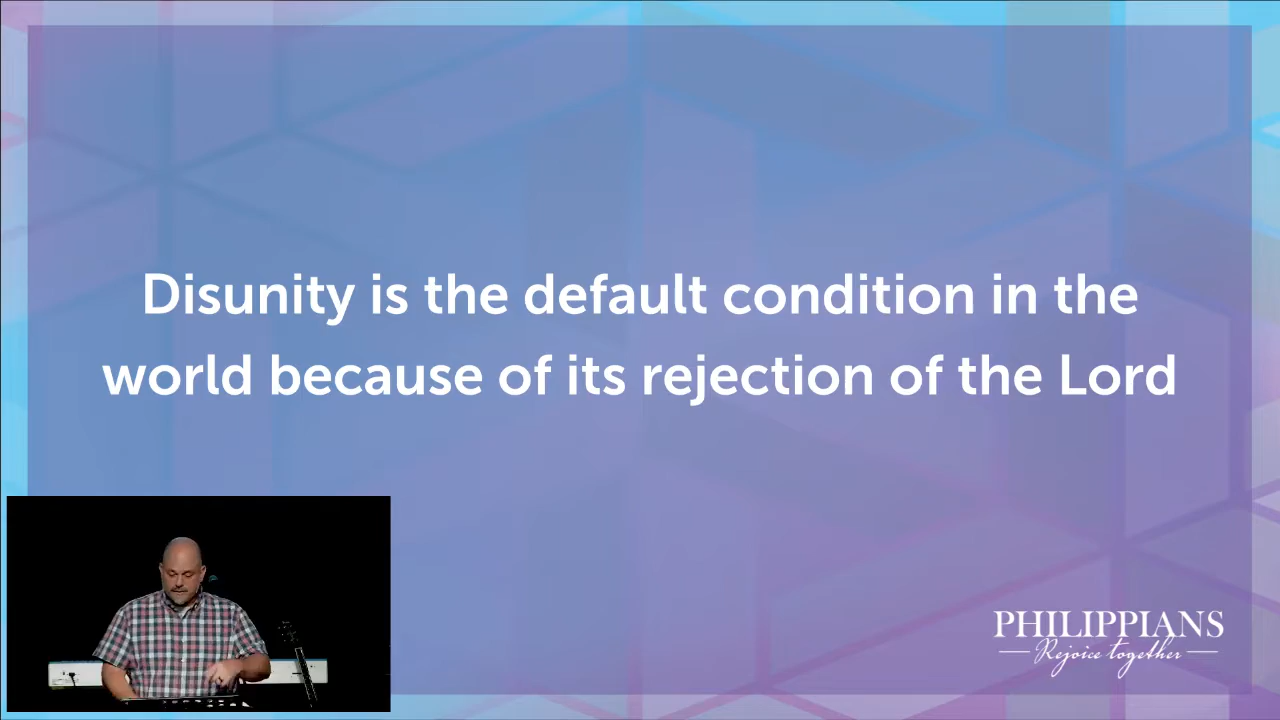 Disunity is the default condition in the
world because of its rejection of the Lord
PHILIPPIANS
Rejoice together